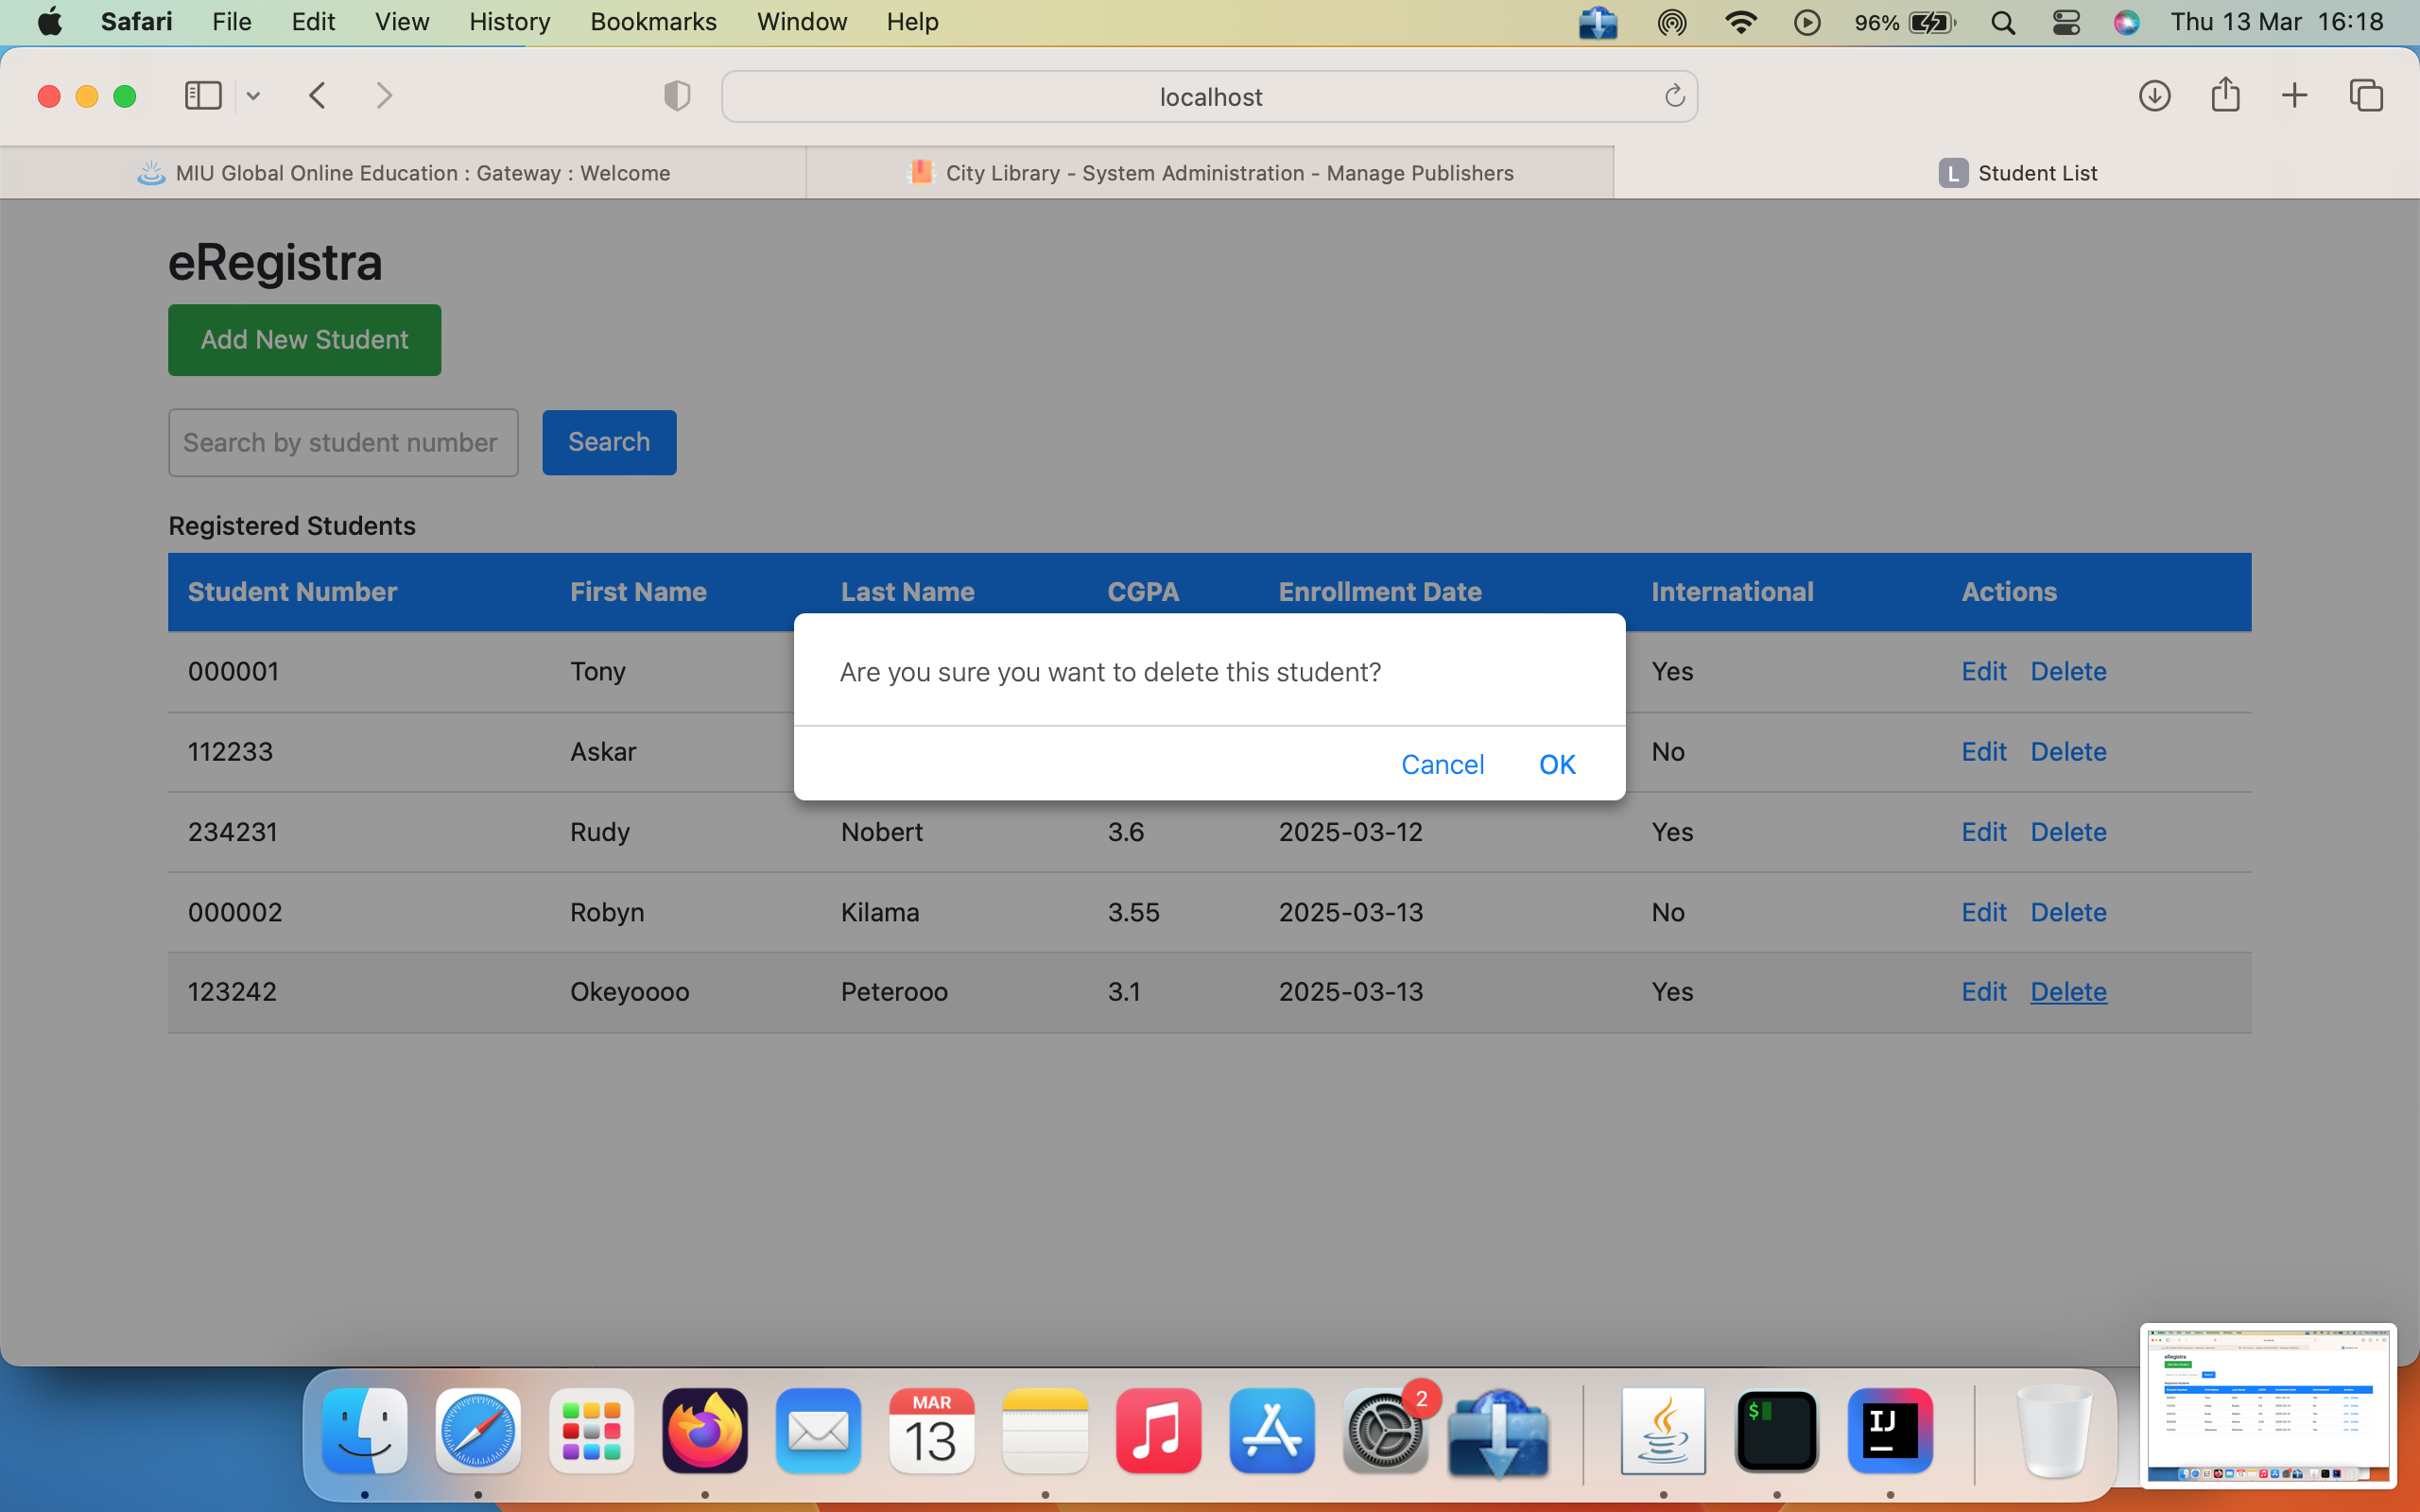 Safari File Edit View History Bookmarks Window Help 96% Thu 13 Mar 16:18
localhost
MIU Global Online Education : Gateway : Welcome City Library - System Administration - Manage Publishers L Student List
eRegistra
Add New Student
Search by student number Search
Registered Students
Student Number First Name Last Name CGPA Enrollment Date International Actions
000001 Tony Yes Edit Delete
Are you sure you want to delete this student?
112233 Askar No Edit Delete
Cancel OK
234231 Rudy Nobert 3.6 2025-03-12 Yes Edit Delete
000002 Robyn Kilama 3.55 2025-03-13 No Edit Delete
123242 Okeyoooo Peterooo 3.1 2025-03-13 Yes Edit Delete
eRegistra
MAR
13
2
$
IJ